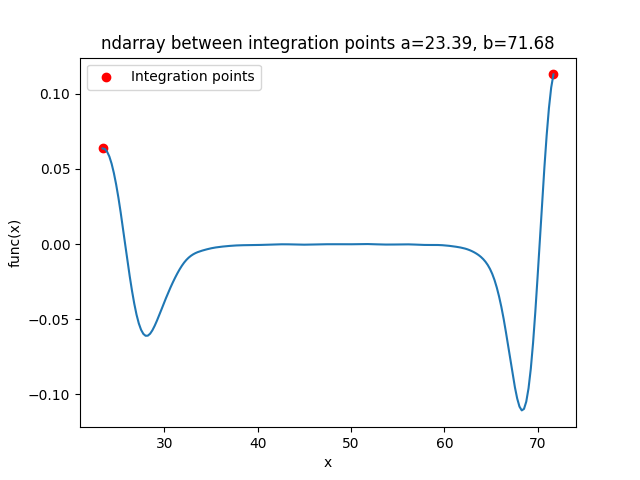 ndarray between integration points a=23.39, b=71.68
Integration points
0.10
0.05
0.00
−0.05
−0.10
func(x)
30 40 50 60 70
x